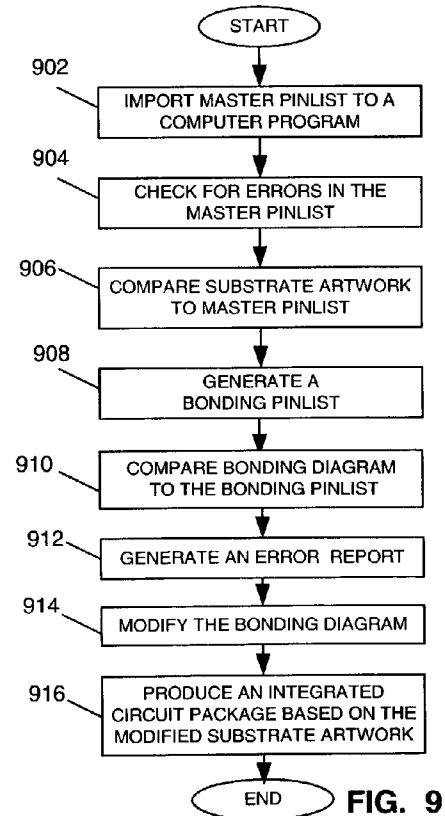 START
902
IMPORT MASTER PINLIST TO A
COMPUTER PROGRAM
904
CHECK FOR ERRORS IN THE
MASTER PINLIST
906
COMPARE SUBSTRATE ARTWORK
TO MASTER PINLIST
908
GENERATE A
BONDING PINLIST
910
COMPARE BONDING DIAGRAM
TO THE BONDING PINLIST
912
GENERATE AN ERROR REPORT
914
MODIFY THE BONDING DIAGRAM
916
PRODUCE AN INTEGRATED
CIRCUIT PACKAGE BASED ON THE
MODIFIED SUBSTRATE ARTWORK
END
FIG. 9